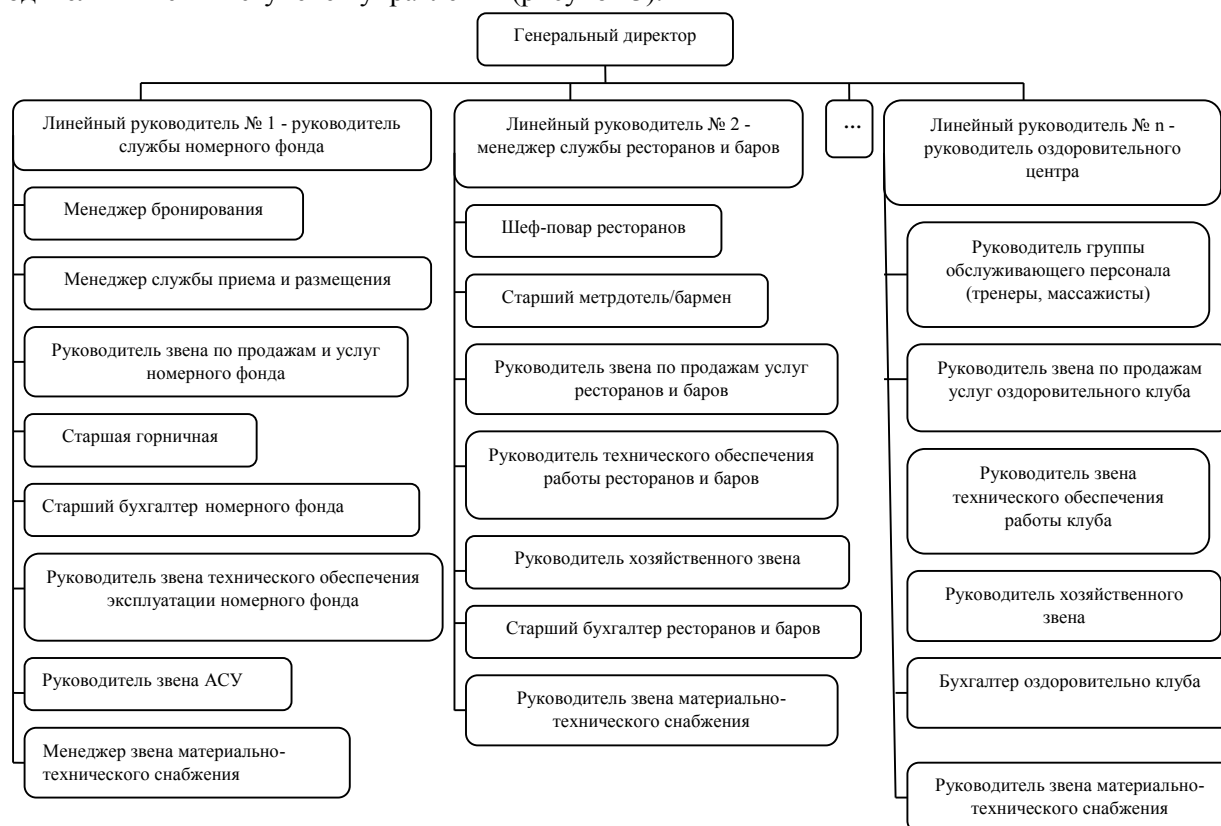 Генеральный директор
Линейный руководитель № 1 - руководитель
службы номерного фонда
Менеджер бронирования
Менеджер службы приема и размещения
Руководитель звена по продажам и услуг
номерного фонда
Старшая горничная
Старший бухгалтер номерного фонда
Руководитель звена технического обеспечения
эксплуатации номерного фонда
Руководитель звена АСУ
Менеджер звена материально-
технического снабжения
Линейный руководитель № 2 -
менеджер службы ресторанов и баров
Шеф-повар ресторанов
Старший метрдотель/бармен
Руководитель звена по продажам услуг
ресторанов и баров
Руководитель технического обеспечения
работы ресторанов и баров
Руководитель хозяйственного звена
Старший бухгалтер ресторанов и баров
Руководитель звена материально-
технического снабжения
...
Линейный руководитель № n -
руководитель оздоровительного
центра
Руководитель группы
обслуживающего персонала
(тренеры, массажисты)
Руководитель звена по продажам
услуг оздоровительного клуба
Руководитель звена
технического обеспечения
работы клуба
Руководитель хозяйственного
звена
Бухгалтер оздоровительно клуба
Руководитель звена материально-
технического снабжения